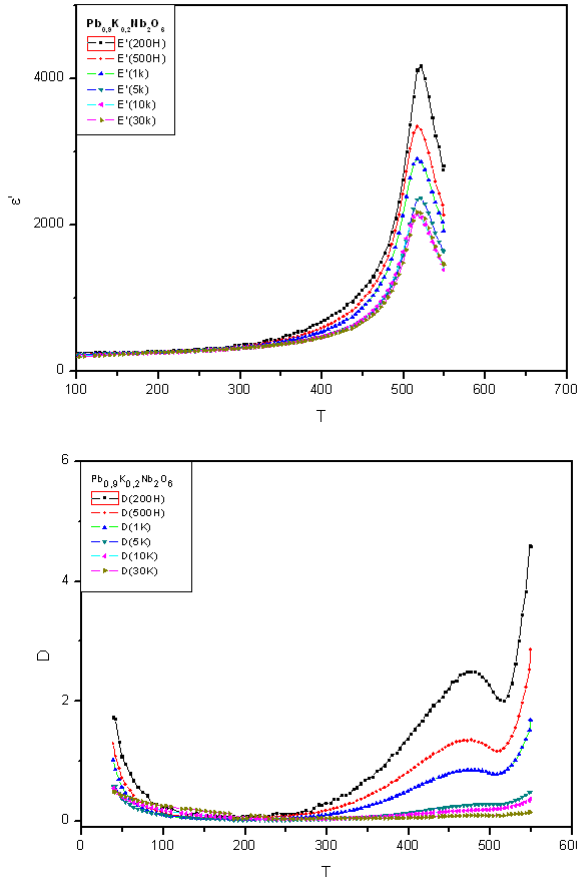 Pb0,9K0,2Nb2O6
E'(200H)
E'(500H)
E'(1k)
E'(5k)
E'(10k)
E'(30k)
4000
2000
0
ε'
100 200 300 400 500 600 700
T
6
Pb0,9K0,2Nb2O6
D(200H)
D(500H)
D(1K)
D(5K)
D(10K)
D(30K)
4
D
2
0
0 100 200 300 400 500 600
T